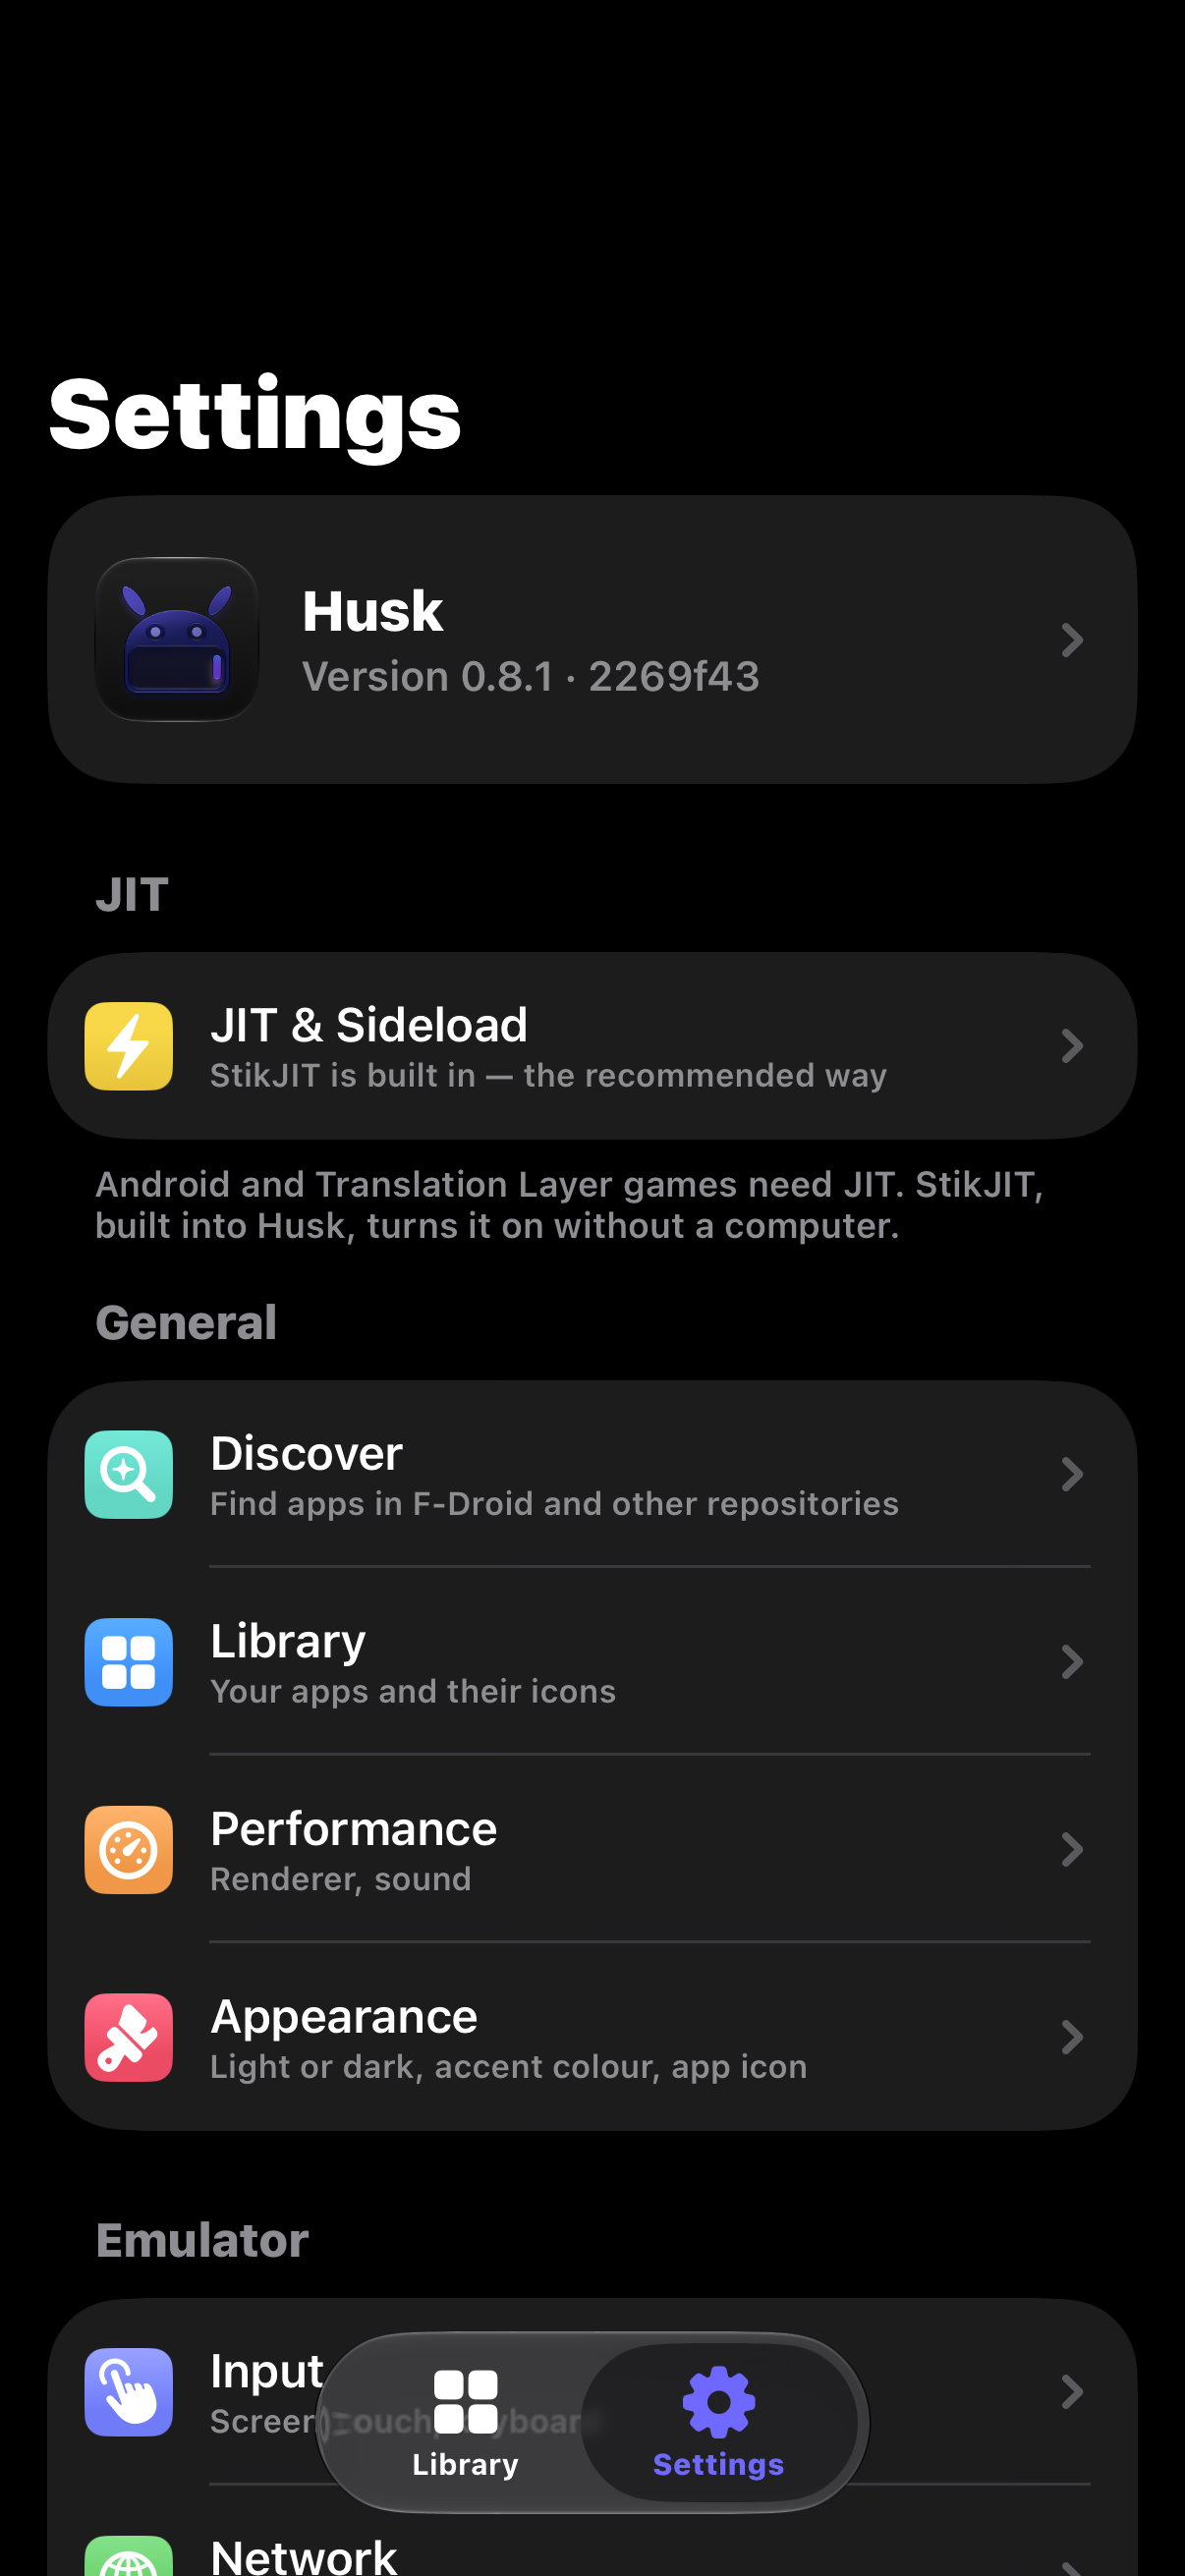 Settings
Husk
Version 0.8.1 · 2269f43
JIT
JIT & Sideload
StikJIT is built in — the recommended way
Android and Translation Layer games need JIT. StikJIT,
built into Husk, turns it on without a computer.
General
Discover
Find apps in F-Droid and other repositories
Library
Your apps and their icons
Performance
Renderer, sound
Appearance
Light or dark, accent colour, app icon
Emulator
Input
Library
Settings
Network